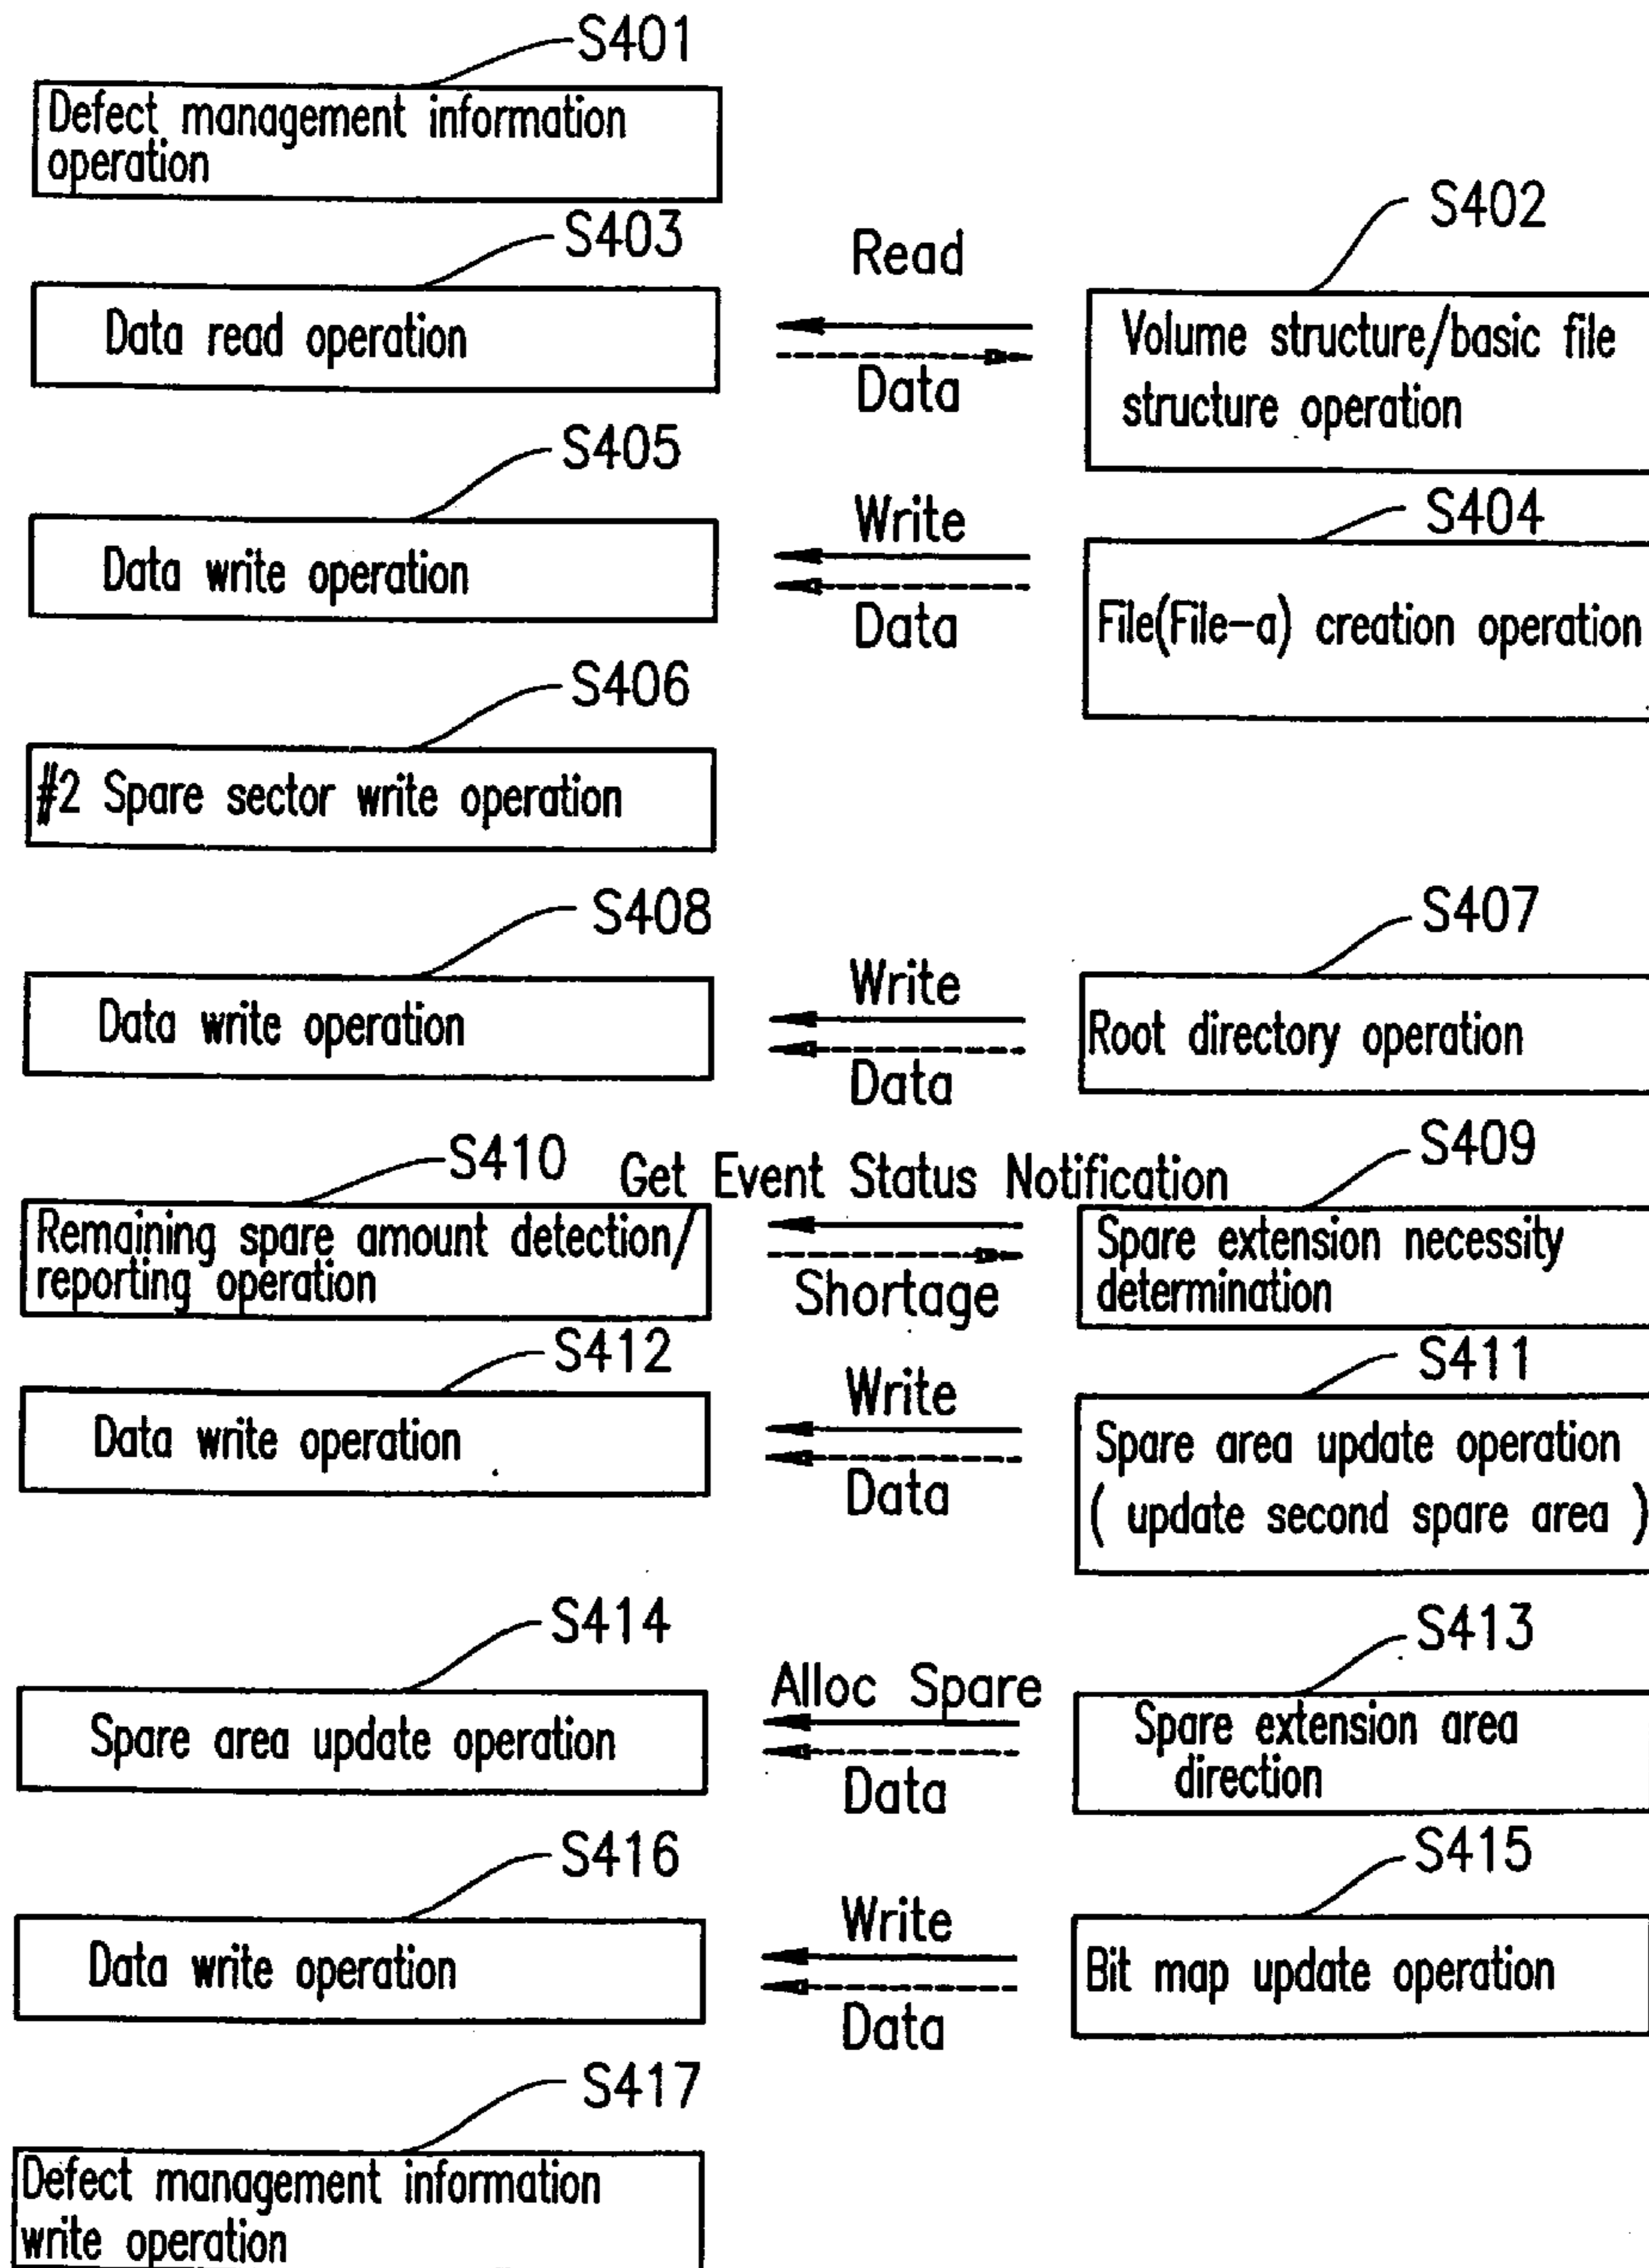 S401
Defect management information
operation
S402
S403
Read
Data read operation
Data
Volume structure/basic file
structure operation
S405
S404
Write
Data write operation
Data
File(File-a) creation operation
S406
#2 Spare sector write operation
S408
S407
Write
Data write operation
Data
Root directory operation
S410
S409
Get Event Status Notification
Remaining spare amount detection/
reporting operation
Shortage
Spare extension necessity
determination
S412
S411
Write
Data write operation
Data
Spare area update operation
( update second spare area )
S414
S413
Alloc Spare
Spare area update operation
Data
Spare extension area
direction
S416
S415
Write
Data write operation
Data
Bit map update operation
S417
Defect management information
write operation